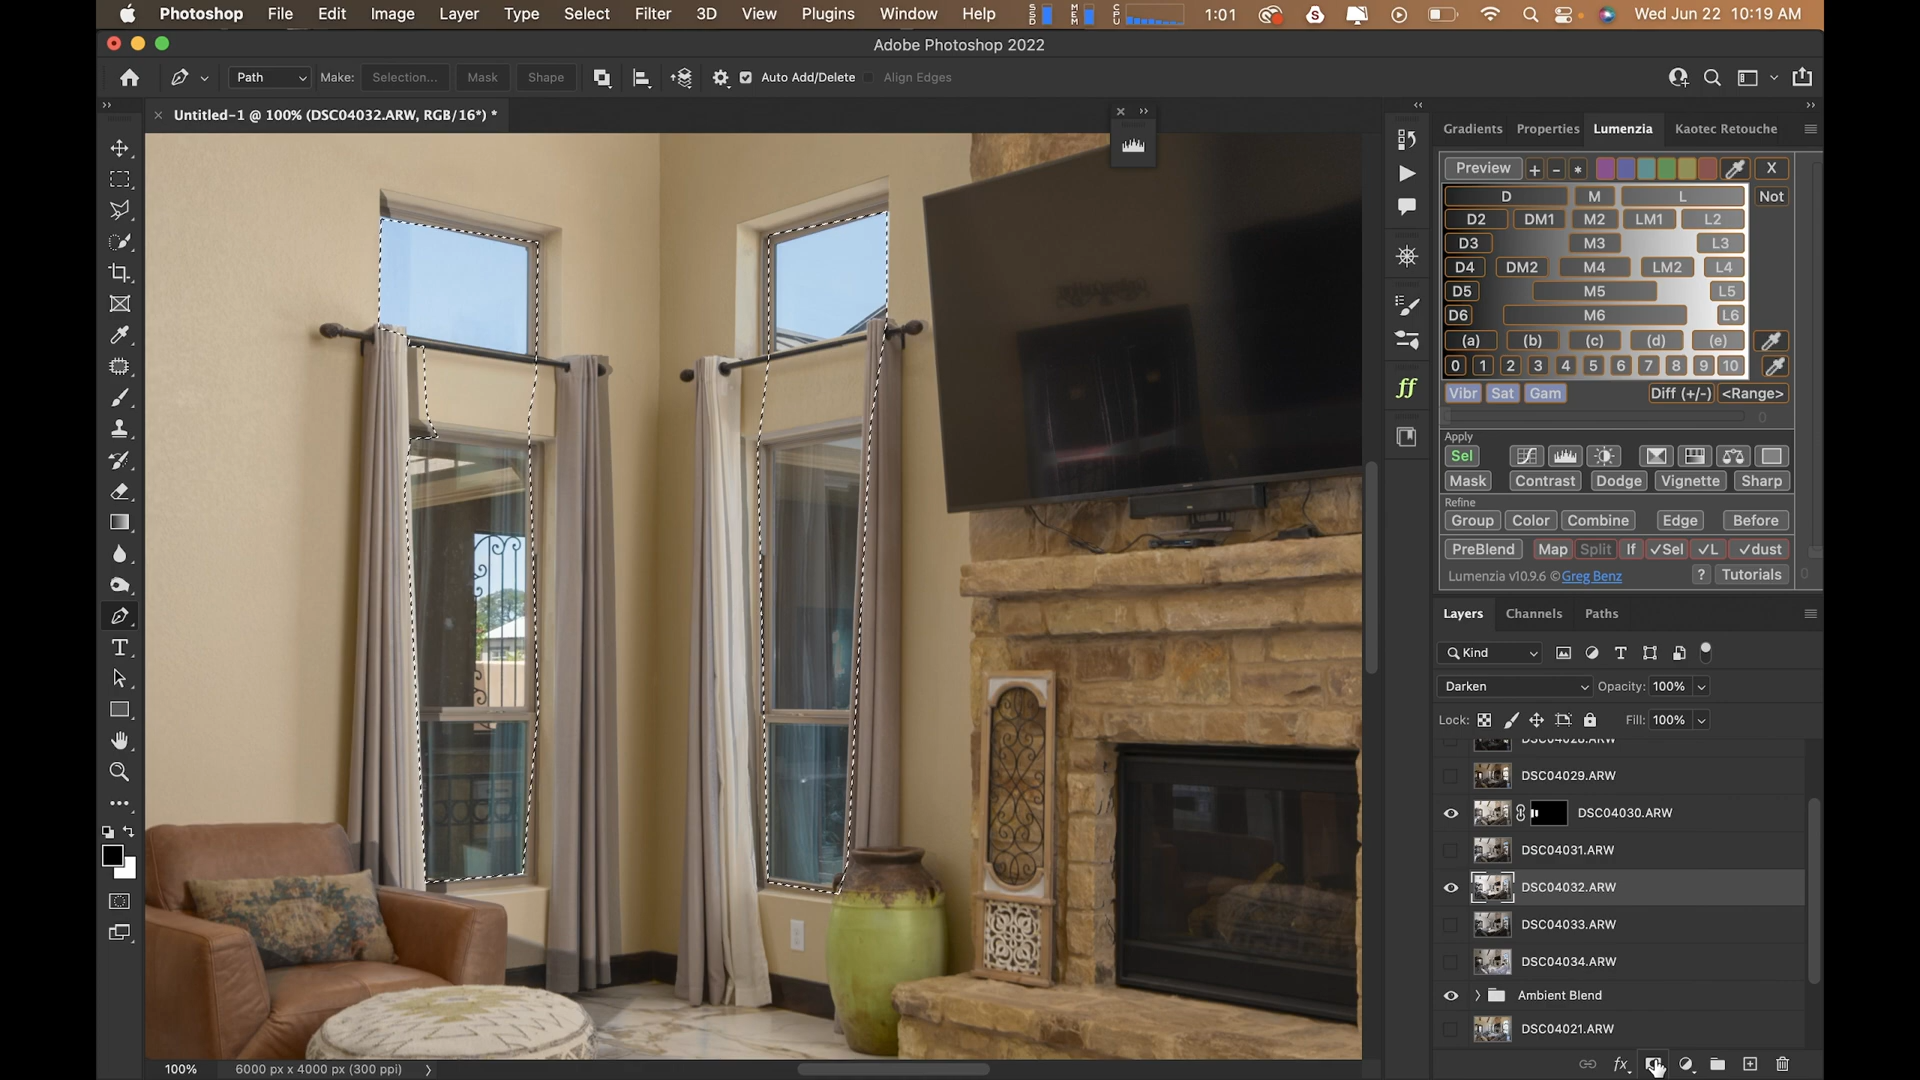 Photoshop File Edit Image Layer Type Select Filter 3D View Plugins Window Help 1:01 Wed Jun 22 10:19 AM
Adobe Photoshop 2022
Path Make: Selection... Mask Shape Auto Add/Delete Align Edges
Untitled-1 @ 100% (DSC04032.ARW, RGB/16*) *
Gradients Properties Lumenzia Kaotec Retouche
Preview + - * X
D M L Not
D2 DM1 M2 LM1 L2
D3 M3 L3
D4 DM2 M4 LM2 L4
D5 M5 L5
D6 M6 L6
(a) (b) (c) (d) (e)
0 1 2 3 4 5 6 7 8 9 10
Vibr Sat Gam Diff (+/-) <Range>
0
Apply
Sel
Mask Contrast Dodge Vignette Sharp
Refine
Group Color Combine Edge Before
PreBlend Map Split If ✓Sel ✓L ✓dust
Lumenzia v10.9.6 © Greg Benz ? Tutorials 0
Layers Channels Paths
Kind
Darken Opacity: 100%
Lock: Fill: 100%
DSC04028.ARW
DSC04029.ARW
DSC04030.ARW
DSC04031.ARW
DSC04032.ARW
DSC04033.ARW
DSC04034.ARW
Ambient Blend
DSC04021.ARW
100% 6000 px x 4000 px (300 ppi)